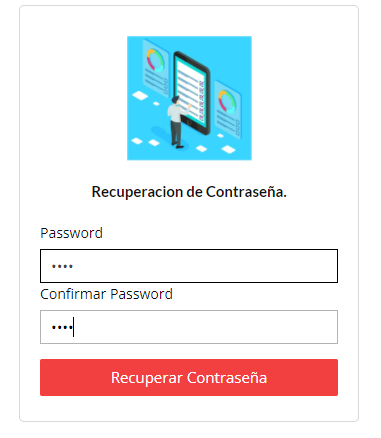 Recuperacion de Contraseña.
Password
••••
Confirmar Password
••••
Recuperar Contraseña